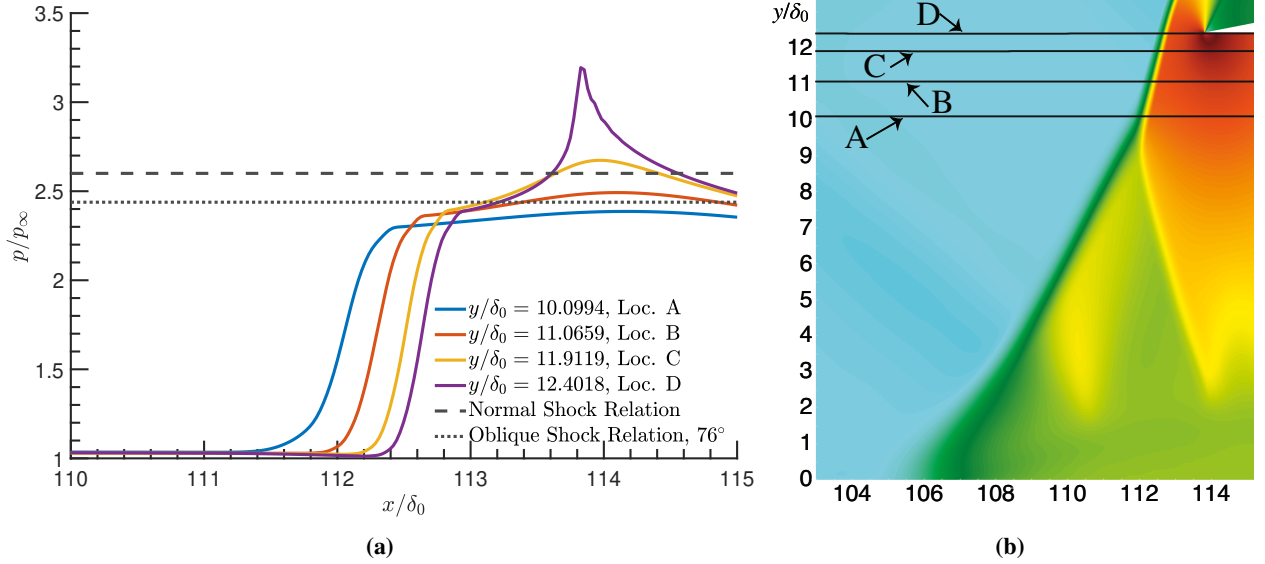 3.5
3
2.5
2
1.5
1
p/p∞
110
111
112
113
114
115
x/δ0
y/δ0 = 10.0994, Loc. A
y/δ0 = 11.0659, Loc. B
y/δ0 = 11.9119, Loc. C
y/δ0 = 12.4018, Loc. D
Normal Shock Relation
Oblique Shock Relation, 76°
(a)
y/δ0
12
11
10
9
8
7
6
5
4
3
2
1
0
D
C
B
A
104
106
108
110
112
114
(b)